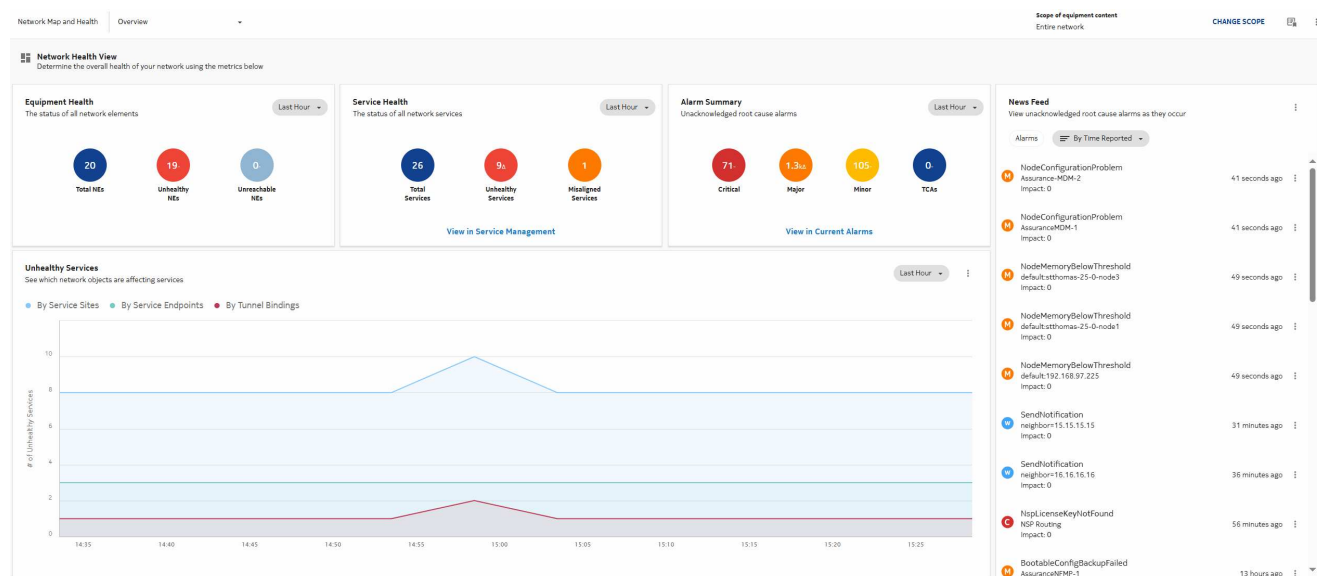 Network Map and Health
Overview
Scope of equipment content
Entire network
CHANGE SCOPE
Network Health View
Determine the overall health of your network using the metrics below
Equipment Health
The status of all network elements
Last Hour
20
Total NEs
19
Unhealthy
NEs
0
Unreachable
NEs
Service Health
The status of all network services
Last Hour
26
Total
Services
9
Unhealthy
Services
1
Misaligned
Services
View in Service Management
Alarm Summary
Unacknowledged root cause alarms
Last Hour
71
Critical
1.3k
Major
105
Minor
0
TCAs
View in Current Alarms
Unhealthy Services
See which network objects are affecting services
Last Hour
By Service Sites
By Service Endpoints
By Tunnel Bindings
# of Unhealthy Services
10
8
6
4
2
0
14:35
14:40
14:45
14:50
14:55
15:00
15:05
15:10
15:15
15:20
15:25
News Feed
View unacknowledged root cause alarms as they occur
Alarms
By Time Reported
M
NodeConfigurationProblem
Assurance-MDM-2
Impact: 0
41 seconds ago
M
NodeConfigurationProblem
AssuranceMDM-1
Impact: 0
41 seconds ago
M
NodeMemoryBelowThreshold
default:stthomas-25-0-node3
Impact: 0
49 seconds ago
M
NodeMemoryBelowThreshold
default:stthomas-25-0-node1
Impact: 0
49 seconds ago
M
NodeMemoryBelowThreshold
default:192.168.97.225
Impact: 0
49 seconds ago
W
SendNotification
neighbor=15.15.15.15
Impact: 0
31 minutes ago
W
SendNotification
neighbor=16.16.16.16
Impact: 0
36 minutes ago
C
NspLicenseKeyNotFound
NSP Routing
Impact: 0
56 minutes ago
M
BootableConfigBackupFailed
AssuranceNFMP-1
13 hours ago